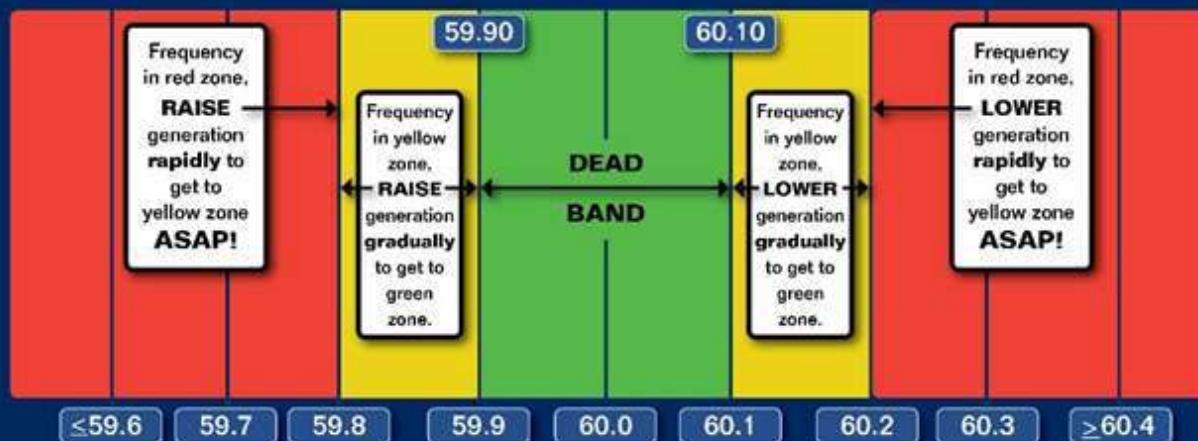 59.90
60.10
Frequency
in red zone.
RAISE
generation
rapidly to
get to
yellow zone
ASAP!
Frequency
in yellow
zone.
RAISE
generation
gradually
to get to
green
zone.
DEAD
BAND
Frequency
in yellow
zone.
LOWER
generation
gradually
to get to
green
zone.
Frequency
in red zone.
LOWER
generation
rapidly to
get to
yellow zone
ASAP!
≤59.6 59.7 59.8 59.9 60.0 60.1 60.2 60.3 ≥60.4